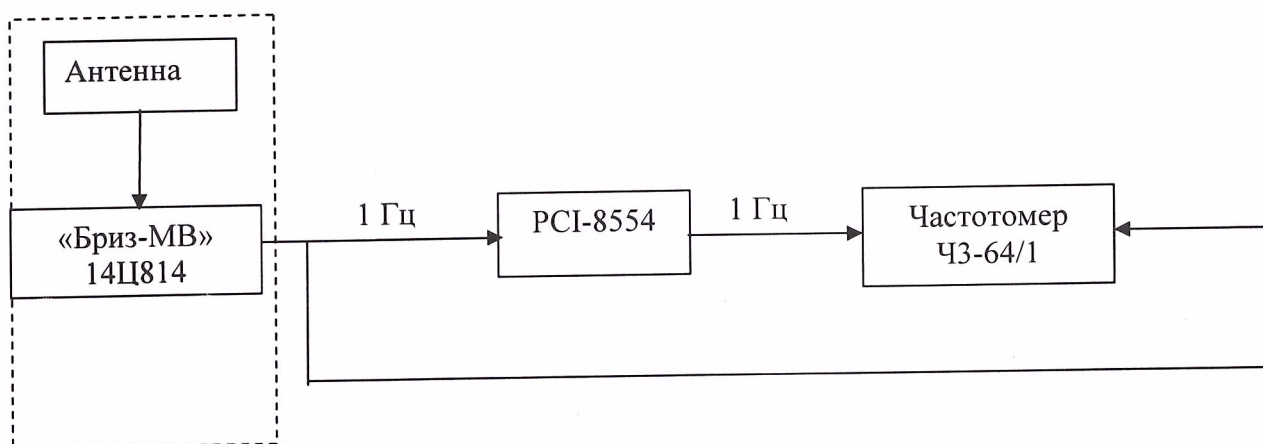 Антенна
«Бриз-МВ»
14Ц814
1 Гц
PCI-8554
1 Гц
Частотомер
Ч3-64/1